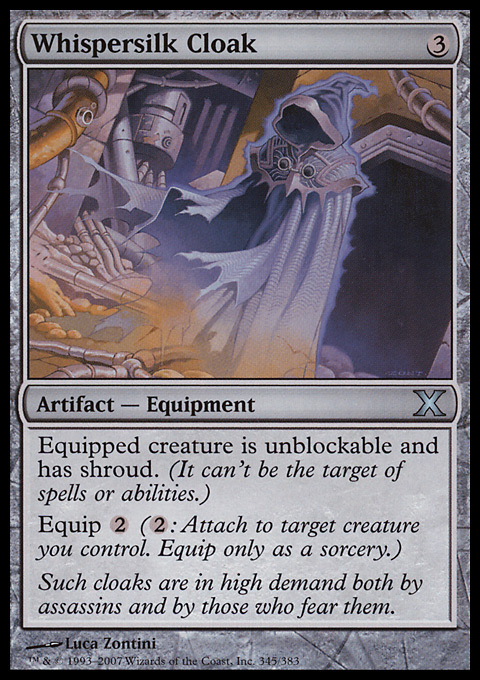 Whispersilk Cloak 3
Artifact — Equipment X
Equipped creature is unblockable and
has shroud. (It can't be the target of
spells or abilities.)
Equip 2 (2: Attach to target creature
you control. Equip only as a sorcery.)
Such cloaks are in high demand both by
assassins and by those who fear them.
Luca Zontini
™ & © 1993–2007 Wizards of the Coast, Inc. 345/383